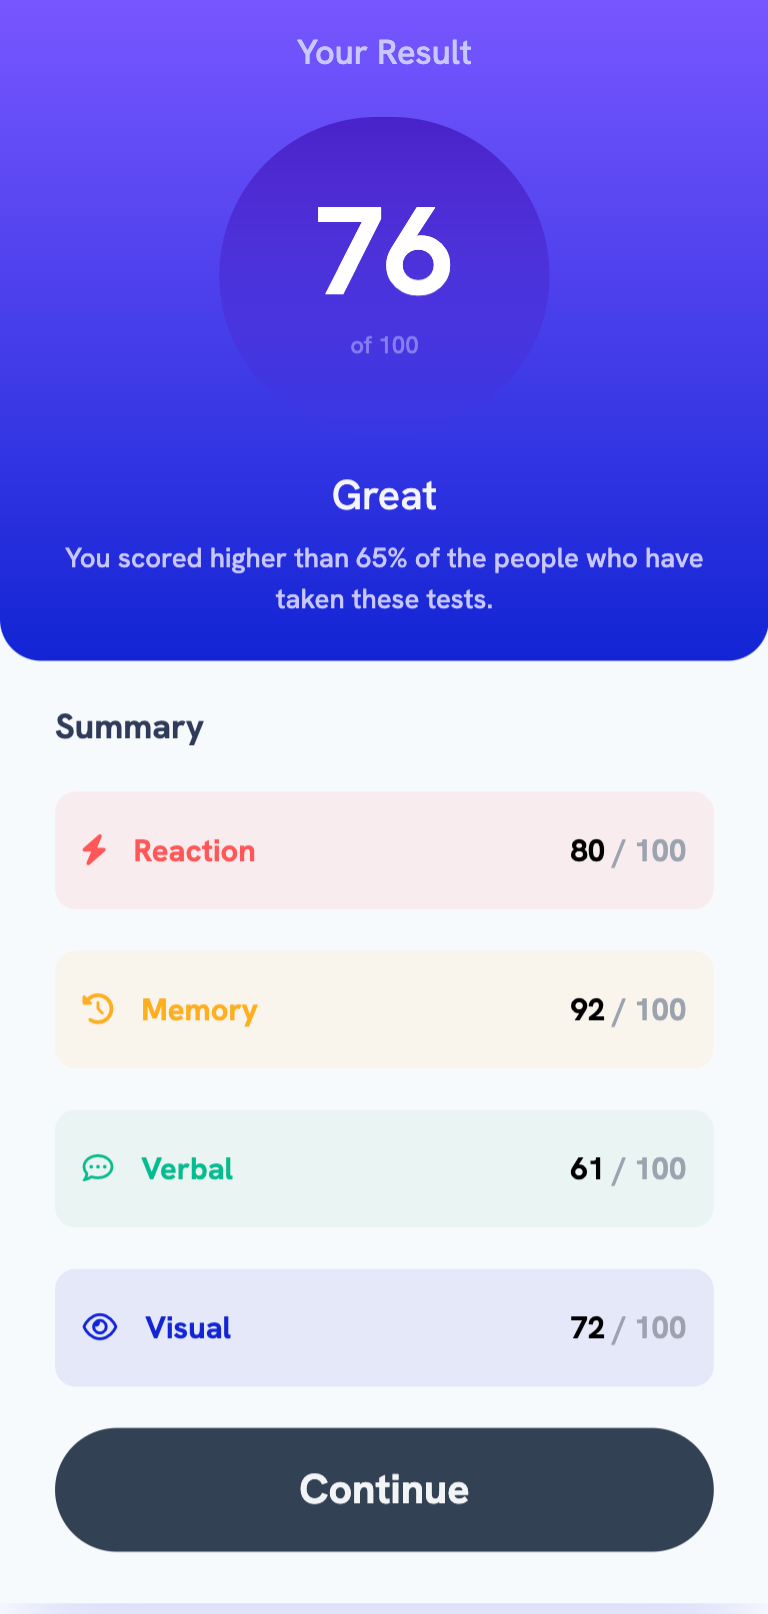 Your Result
76
of 100
Great
You scored higher than 65% of the people who have
taken these tests.
Summary
Reaction 80 / 100
Memory 92 / 100
Verbal 61 / 100
Visual 72 / 100
Continue